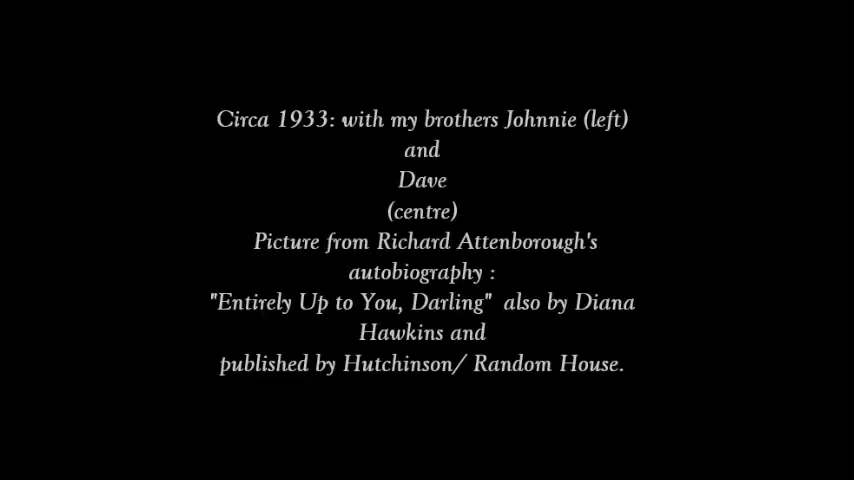 Circa 1933: with my brothers Johnnie (left)
and
Dave
(centre)
Picture from Richard Attenborough's
autobiography :
"Entirely Up to You, Darling" also by Diana
Hawkins and
published by Hutchinson/ Random House.